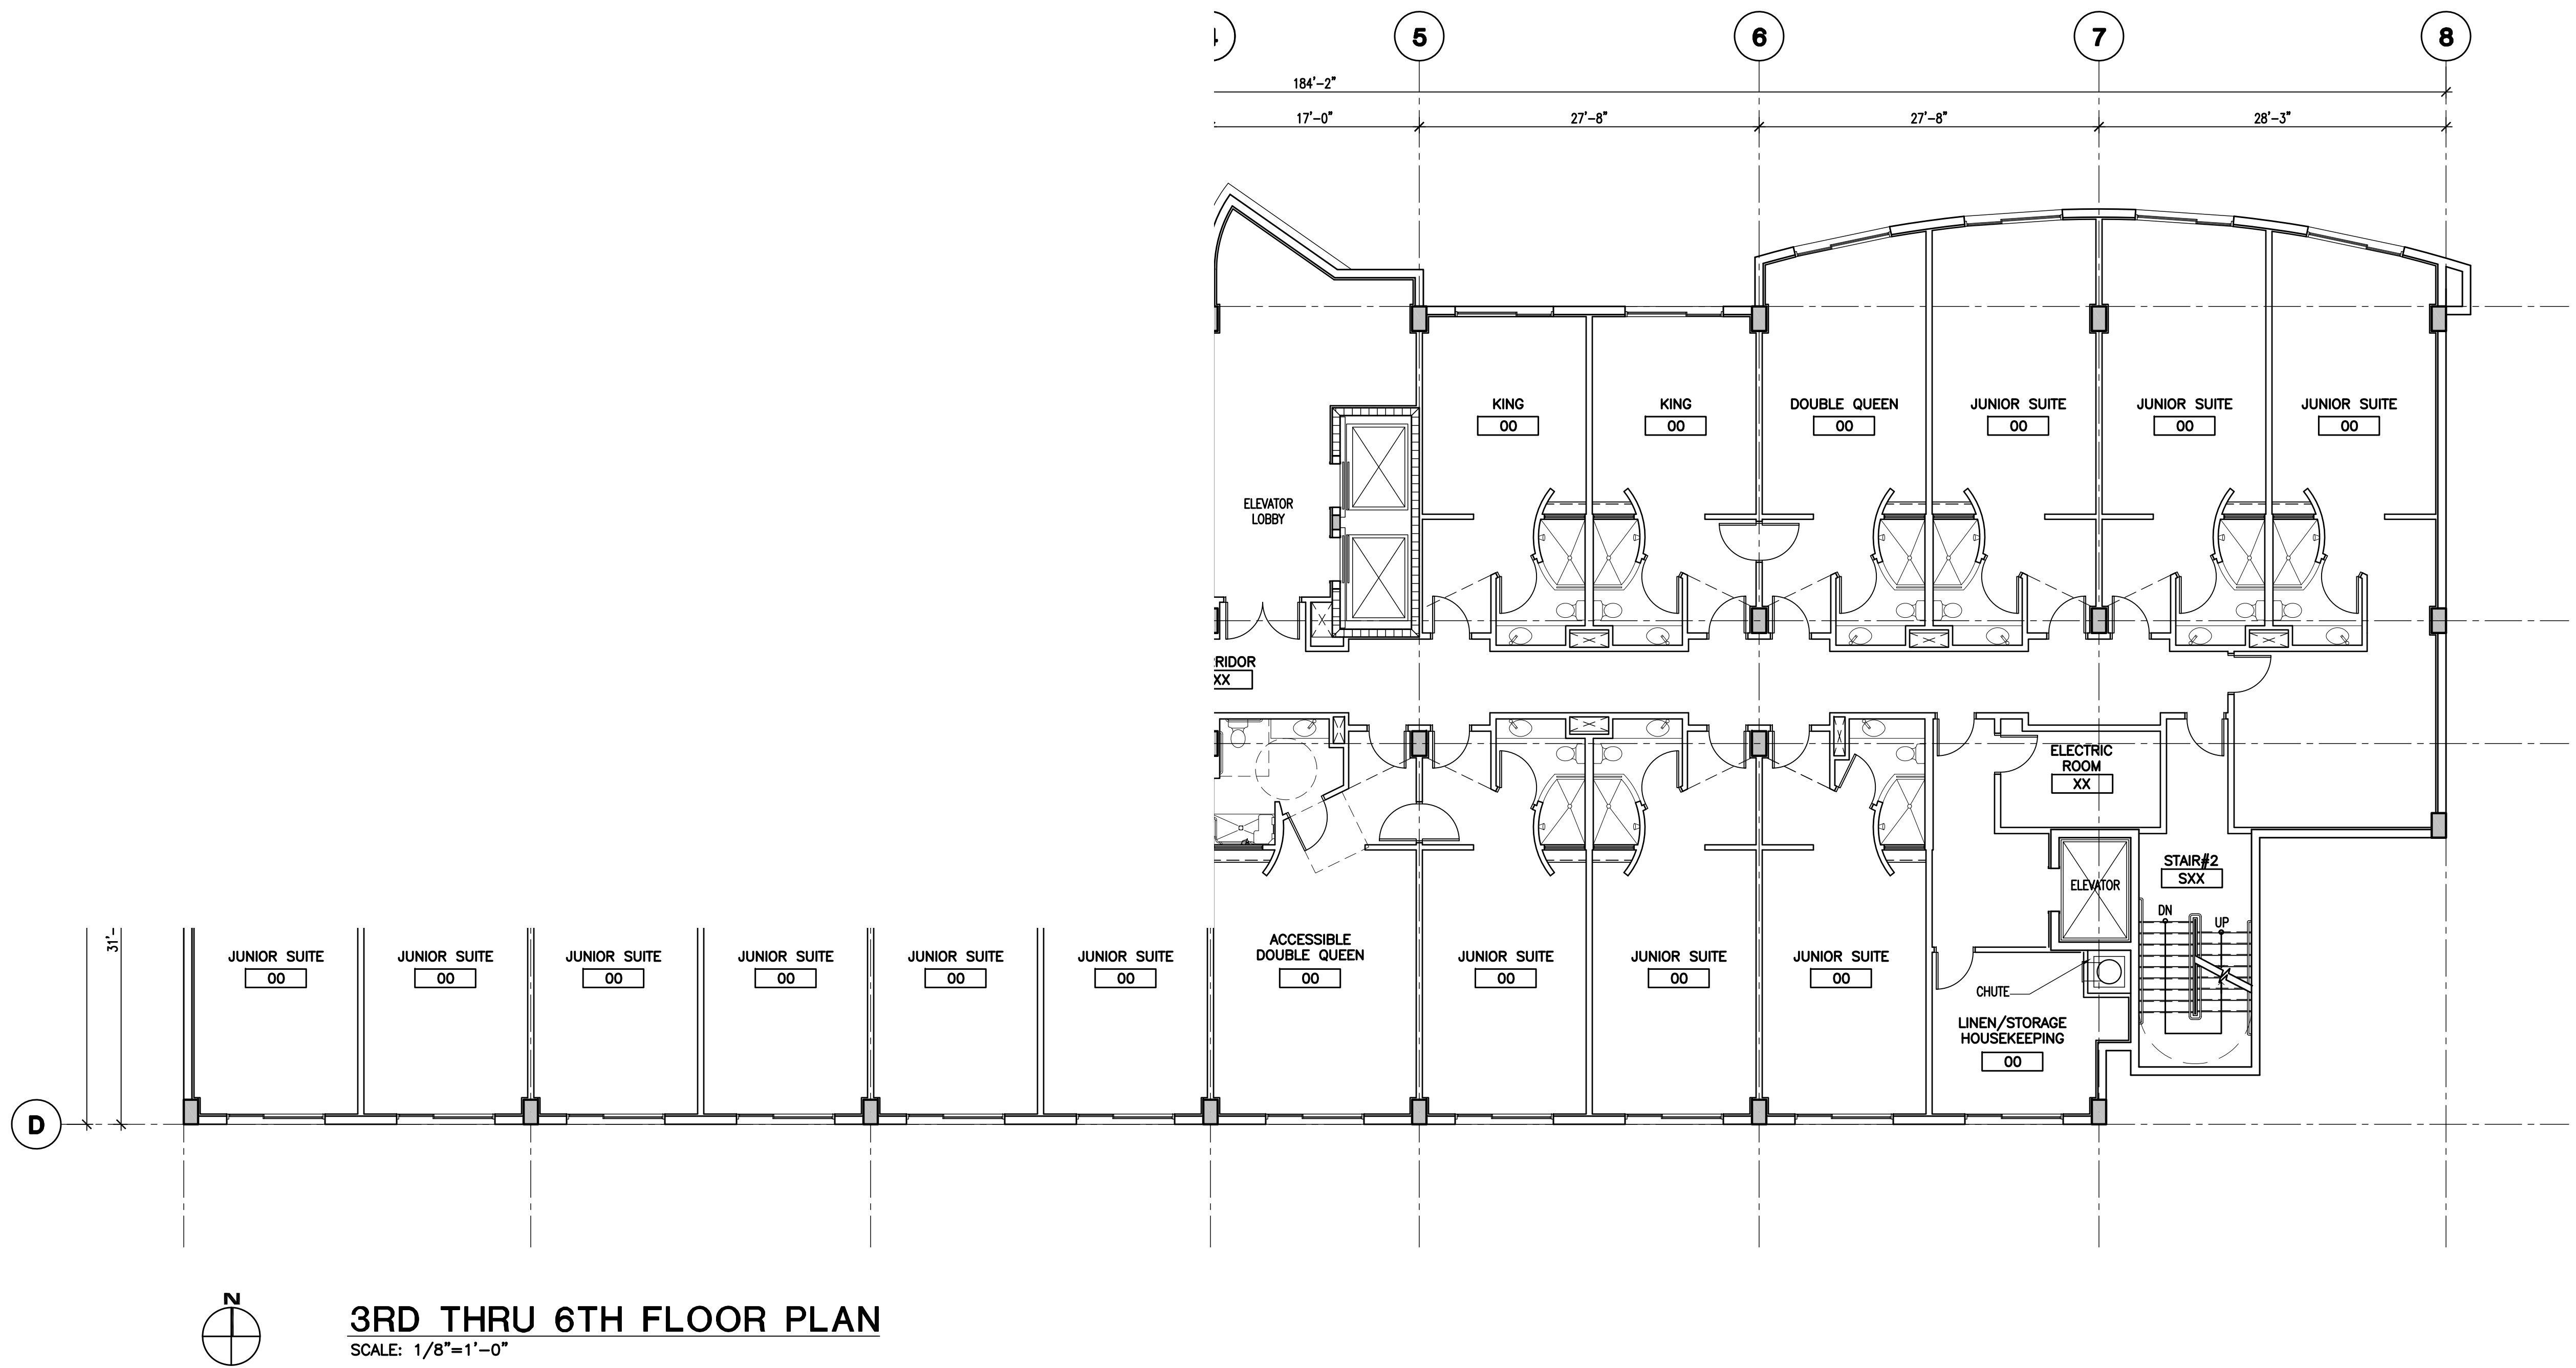 5 6 7 8
184'-2"
17'-0" 27'-8" 27'-8" 28'-3"
KING KING DOUBLE QUEEN JUNIOR SUITE JUNIOR SUITE JUNIOR SUITE
00 00 00 00 00 00
ELEVATOR
LOBBY
RIDOR
XX
ELECTRIC
ROOM
XX
STAIR#2
SXX
ELEVATOR
DN UP
31'-
JUNIOR SUITE JUNIOR SUITE JUNIOR SUITE JUNIOR SUITE JUNIOR SUITE JUNIOR SUITE
00 00 00 00 00 00
ACCESSIBLE
DOUBLE QUEEN
00
JUNIOR SUITE JUNIOR SUITE JUNIOR SUITE
00 00 00
CHUTE
LINEN/STORAGE
HOUSEKEEPING
00
D
N
3RD THRU 6TH FLOOR PLAN
SCALE: 1/8"=1'-0"